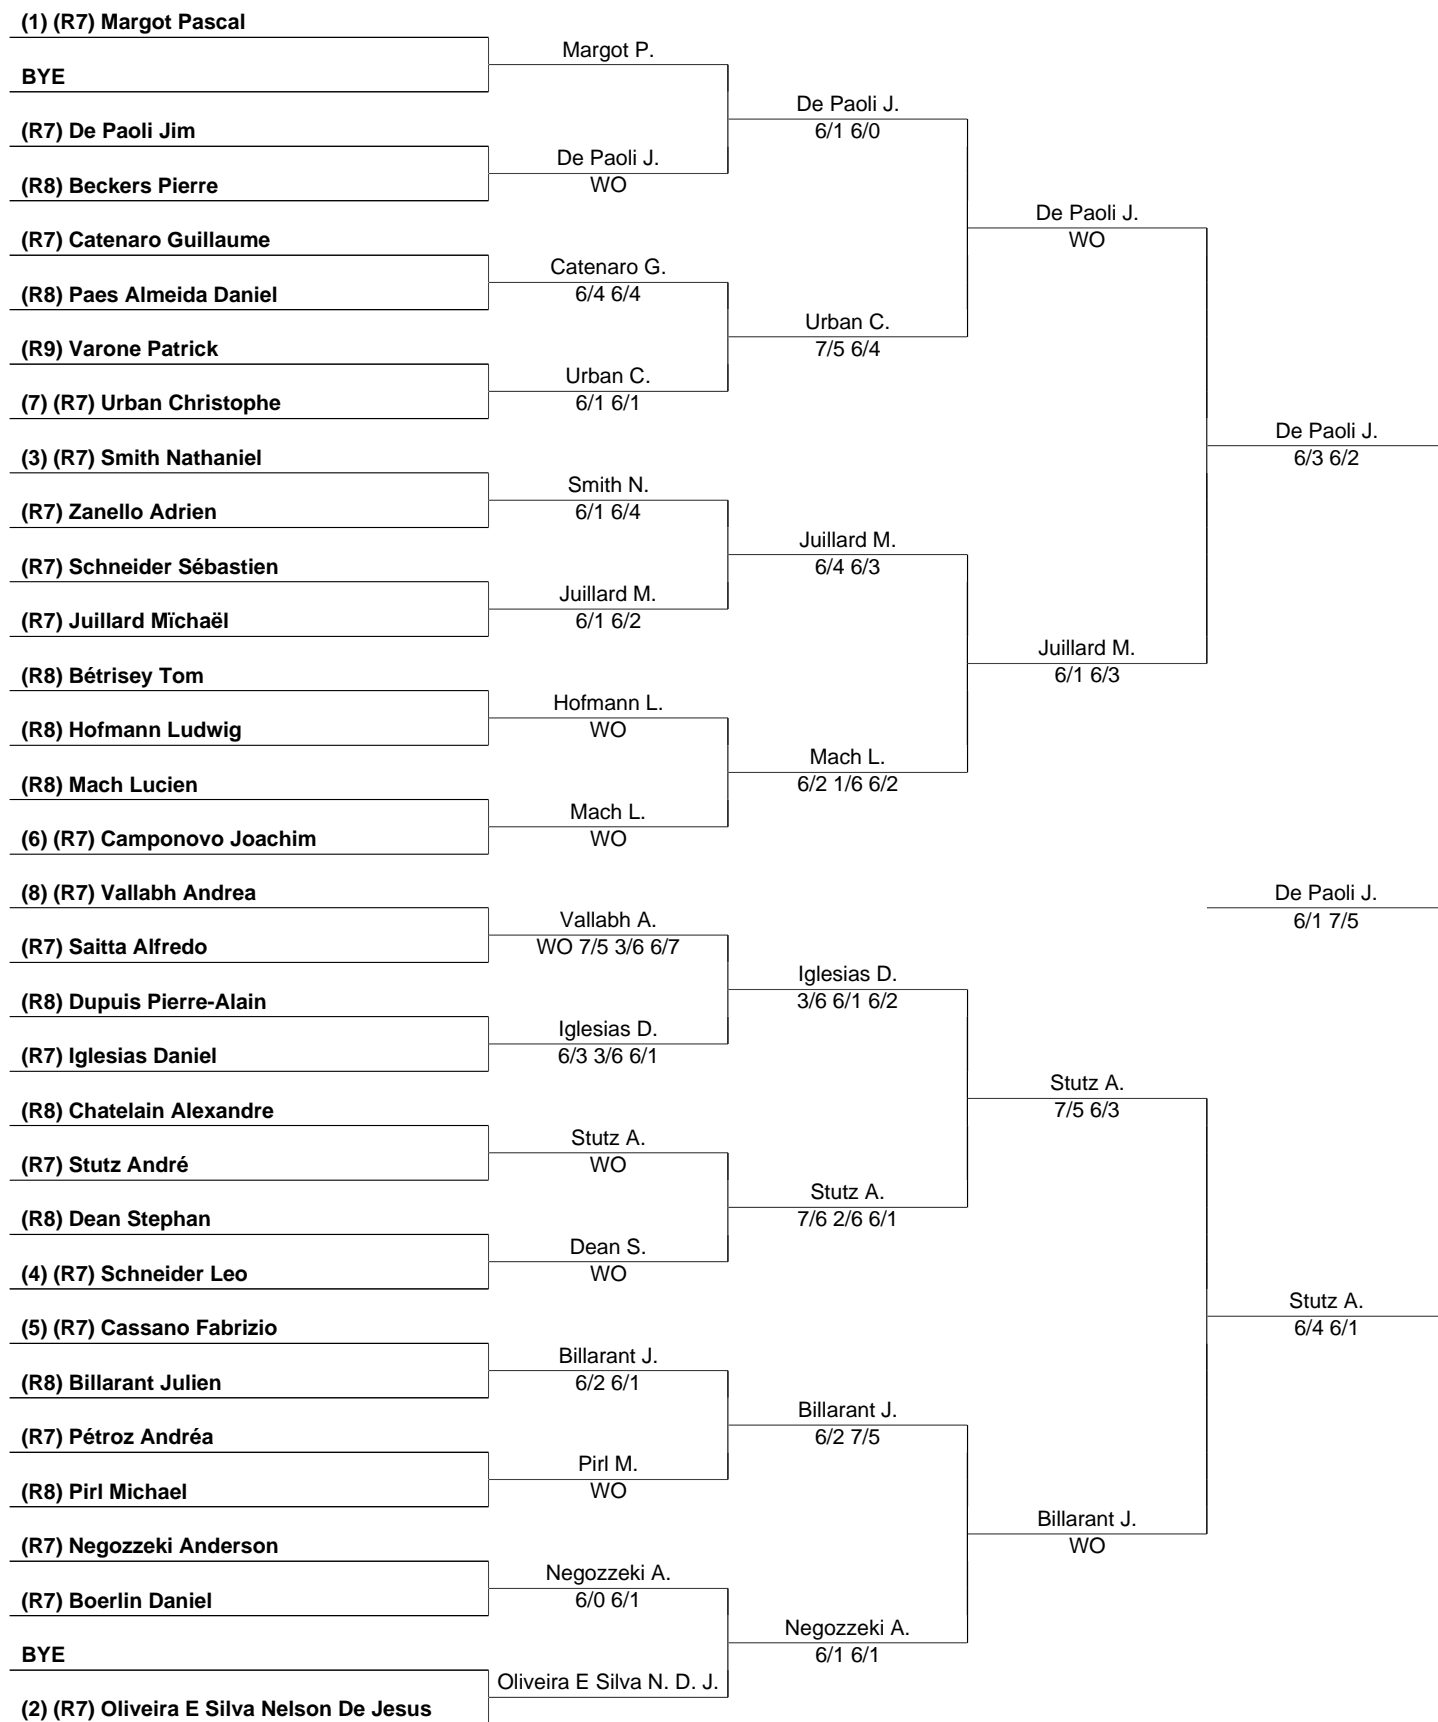 (1) (R7) Margot Pascal
Margot P.
BYE
De Paoli J.
6/1 6/0
(R7) De Paoli Jim
De Paoli J.
WO
(R8) Beckers Pierre
De Paoli J.
WO
(R7) Catenaro Guillaume
Catenaro G.
6/4 6/4
(R8) Paes Almeida Daniel
Urban C.
7/5 6/4
(R9) Varone Patrick
Urban C.
6/1 6/1
(7) (R7) Urban Christophe
De Paoli J.
6/3 6/2
(3) (R7) Smith Nathaniel
Smith N.
6/1 6/4
(R7) Zanello Adrien
Juillard M.
6/4 6/3
(R7) Schneider Sébastien
Juillard M.
6/1 6/2
(R7) Juillard Mïchaël
Juillard M.
6/1 6/3
(R8) Bétrisey Tom
Hofmann L.
WO
(R8) Hofmann Ludwig
Mach L.
6/2 1/6 6/2
(R8) Mach Lucien
Mach L.
WO
(6) (R7) Camponovo Joachim
(8) (R7) Vallabh Andrea
De Paoli J.
6/1 7/5
Vallabh A.
WO 7/5 3/6 6/7
(R7) Saitta Alfredo
Iglesias D.
3/6 6/1 6/2
(R8) Dupuis Pierre-Alain
Iglesias D.
6/3 3/6 6/1
(R7) Iglesias Daniel
Stutz A.
7/5 6/3
(R8) Chatelain Alexandre
Stutz A.
WO
(R7) Stutz André
Stutz A.
7/6 2/6 6/1
(R8) Dean Stephan
Dean S.
WO
(4) (R7) Schneider Leo
Stutz A.
6/4 6/1
(5) (R7) Cassano Fabrizio
Billarant J.
6/2 6/1
(R8) Billarant Julien
Billarant J.
6/2 7/5
(R7) Pétroz Andréa
Pirl M.
WO
(R8) Pirl Michael
Billarant J.
WO
(R7) Negozzeki Anderson
Negozzeki A.
6/0 6/1
(R7) Boerlin Daniel
Negozzeki A.
6/1 6/1
BYE
Oliveira E Silva N. D. J.
(2) (R7) Oliveira E Silva Nelson De Jesus